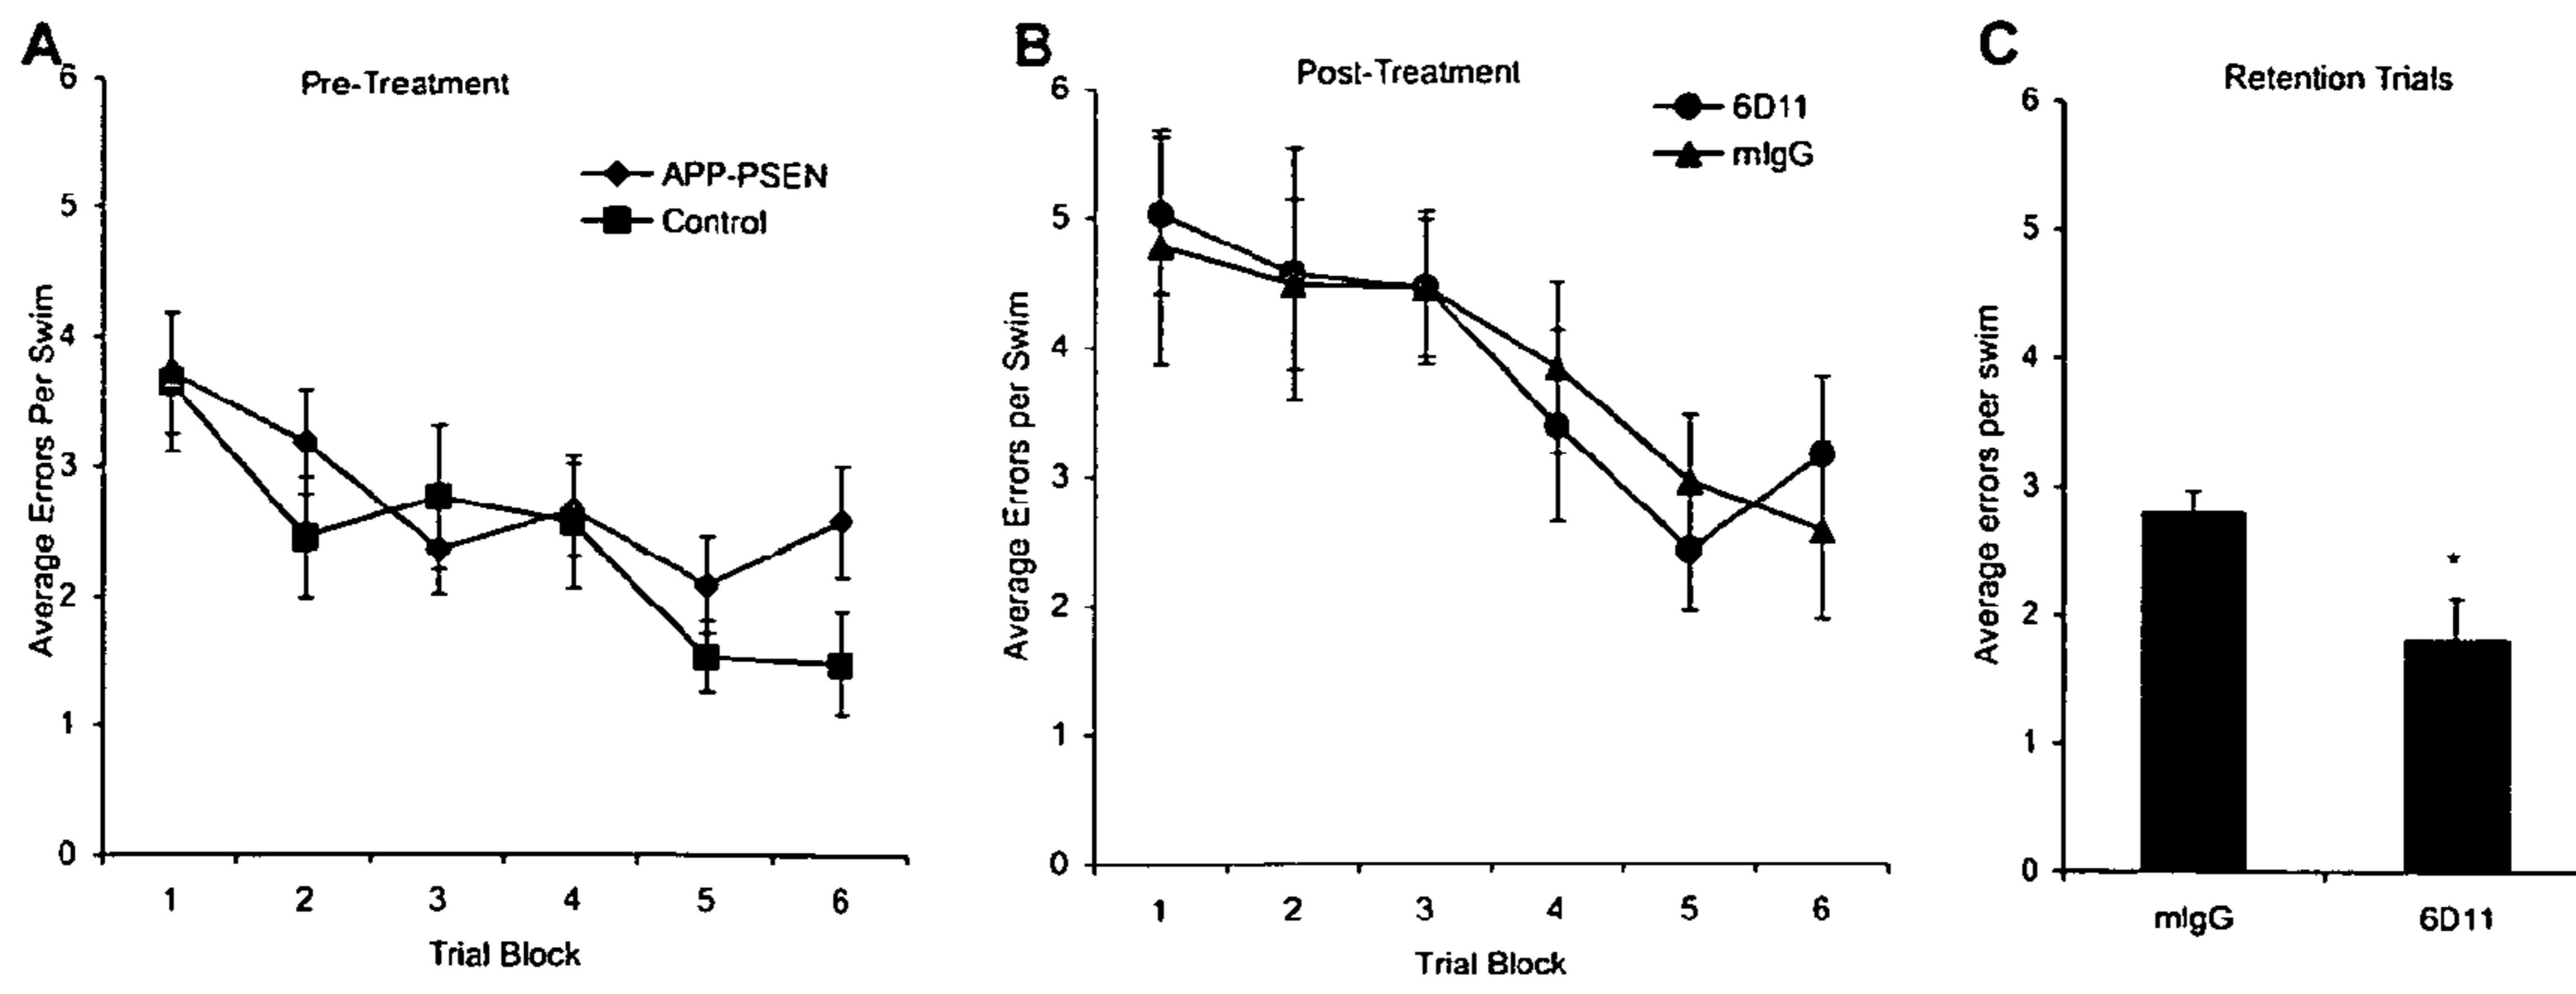 A
Pre-Treatment
6
5
4
3
2
1
0
Average Errors Per Swim
APP-PSEN
Control
1 2 3 4 5 6
Trial Block
B
Post-Treatment
6
5
4
3
2
1
0
Average Errors per Swim
6D11
mIgG
1 2 3 4 5 6
Trial Block
C
Retention Trials
6
5
4
3
2
1
0
Average errors per swim
*
mIgG 6D11